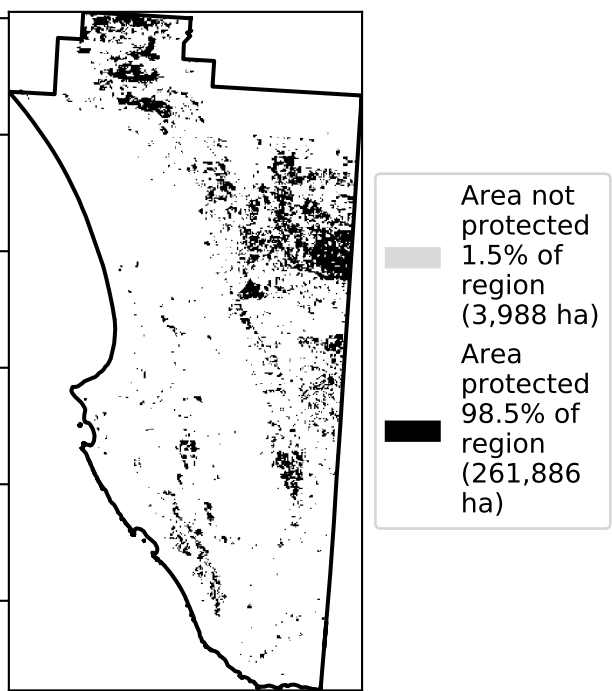 Area not
protected
1.5% of
region
(3,988 ha)
Area
protected
98.5% of
region
(261,886
ha)